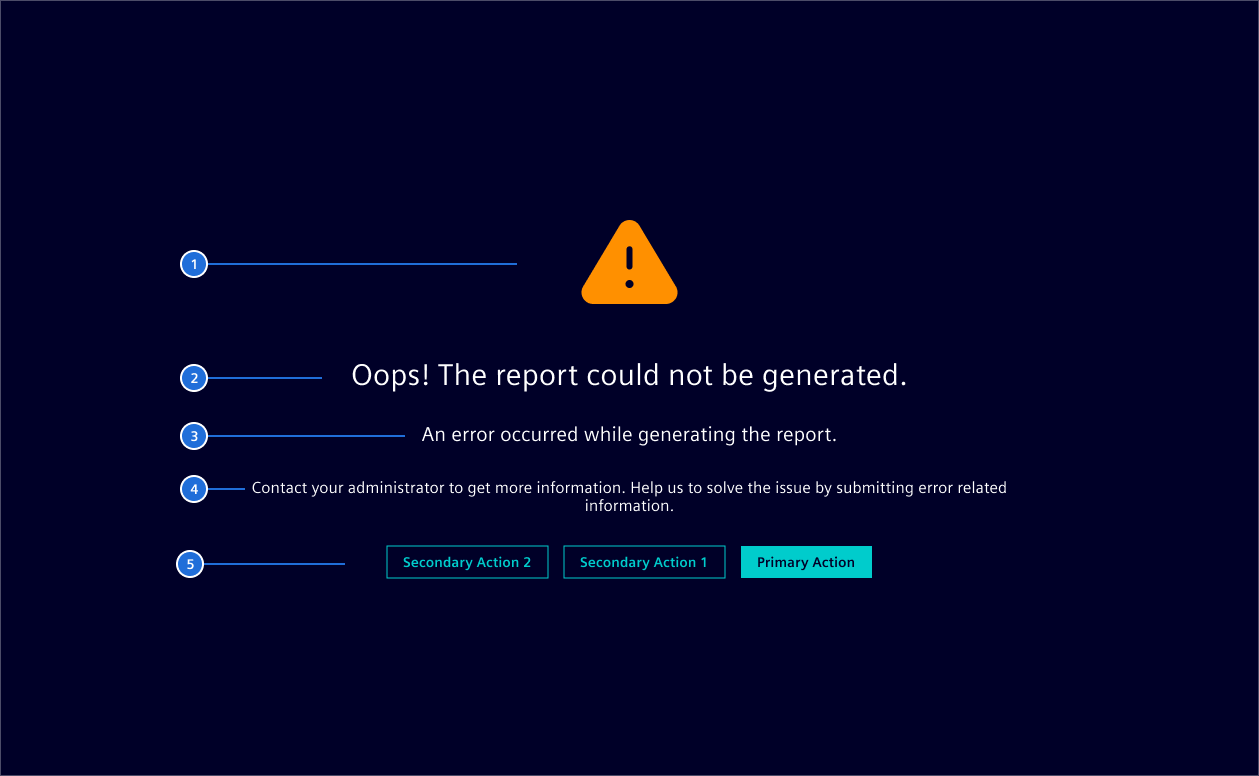 1
2 Oops! The report could not be generated.
3 An error occurred while generating the report.
4 Contact your administrator to get more information. Help us to solve the issue by submitting error related
information.
5 Secondary Action 2 Secondary Action 1 Primary Action